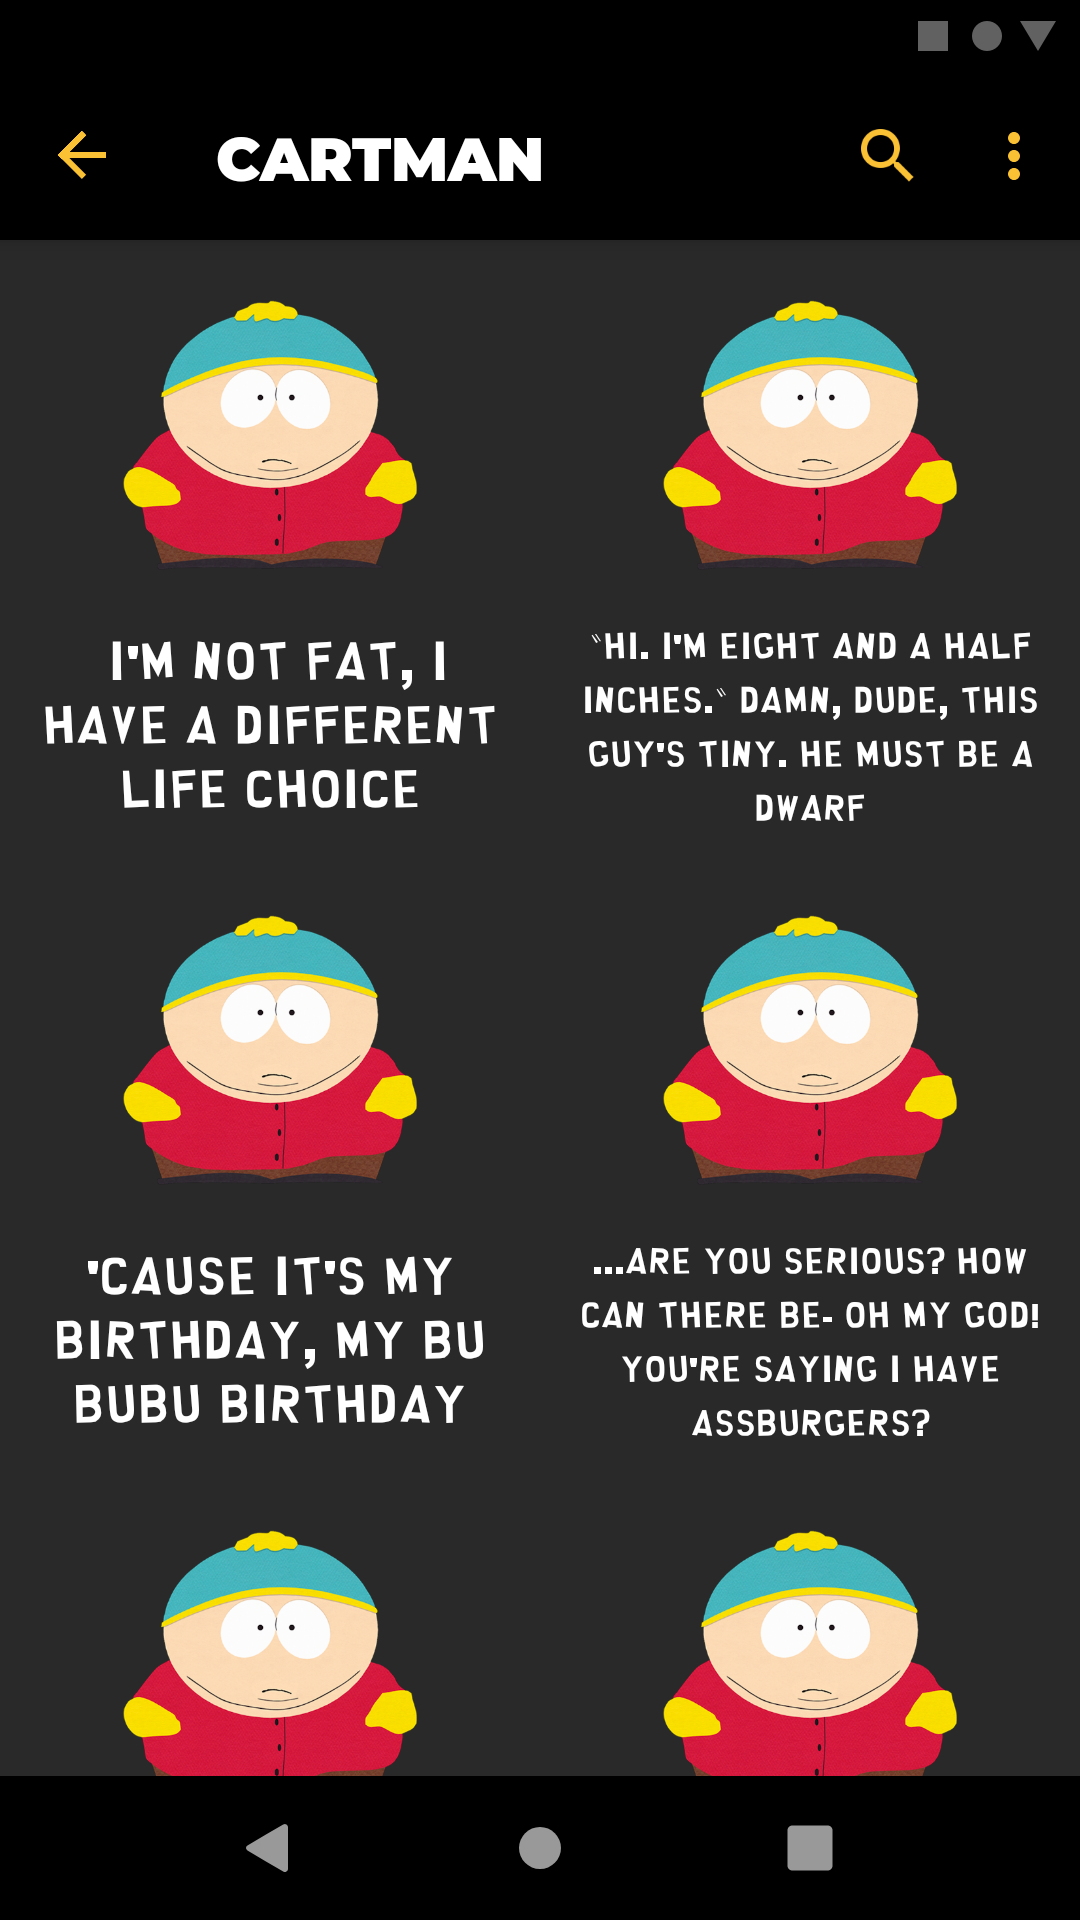 CARTMAN
I'M NOT FAT, I
HAVE A DIFFERENT
LIFE CHOICE
"HI. I'M EIGHT AND A HALF
INCHES." DAMN, DUDE, THIS
GUY'S TINY. HE MUST BE A
DWARF
'CAUSE IT'S MY
BIRTHDAY, MY BU
BUBU BIRTHDAY
...ARE YOU SERIOUS? HOW
CAN THERE BE- OH MY GOD!
YOU'RE SAYING I HAVE
ASSBURGERS?